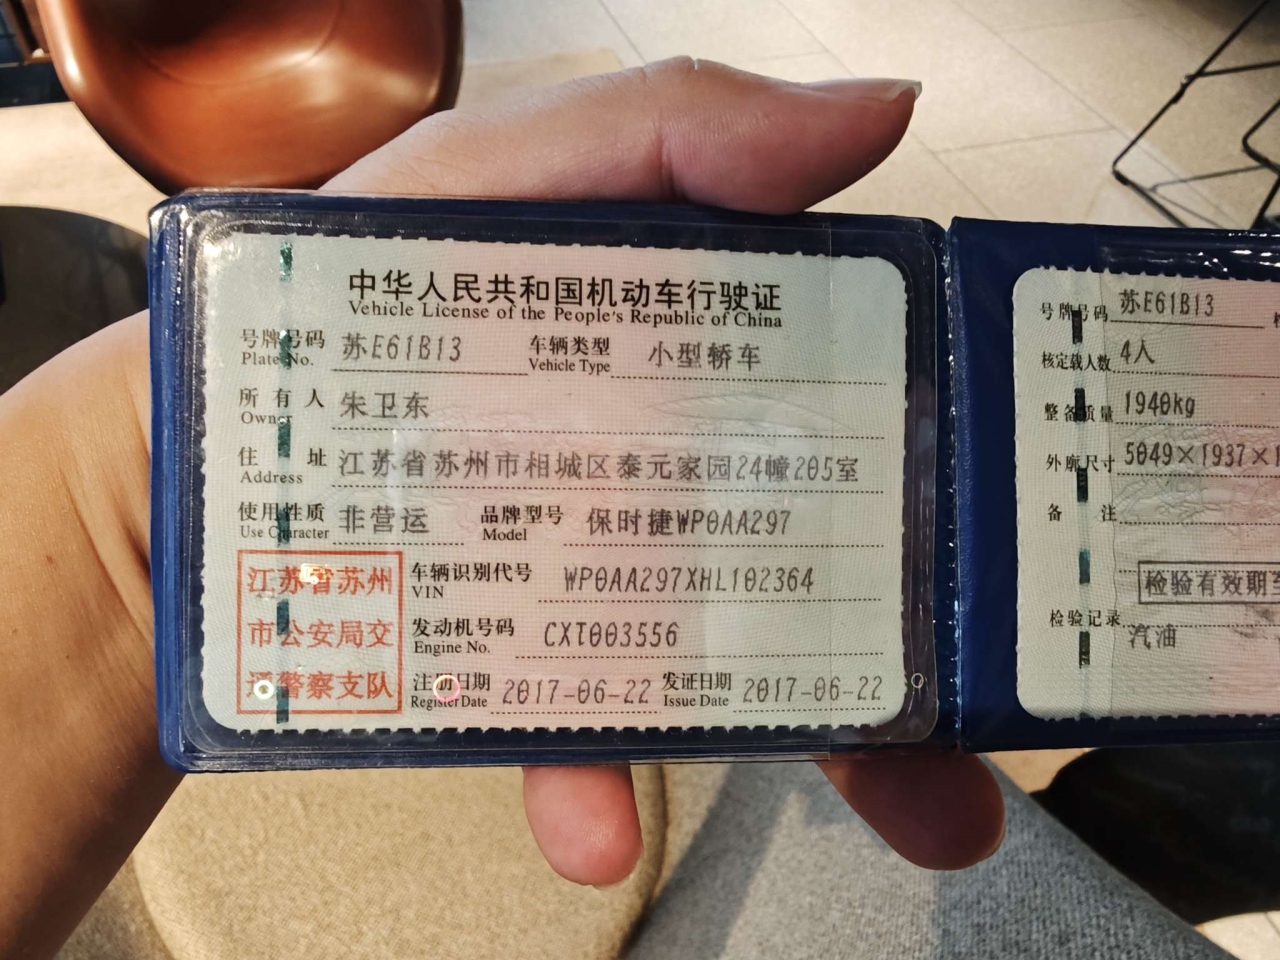 中华人民共和国机动车行驶证
Vehicle License of the People's Republic of China
号牌号码 苏E61B13 车辆类型 小型轿车
Plate No. Vehicle Type
所有人 朱卫东
Owner
住址 江苏省苏州市相城区泰元家园24幢205室
Address
使用性质 非营运 品牌型号 保时捷WP0AA297
Use Character Model
江苏省苏州
市公安局交
通警察支队
车辆识别代号 WP0AA297XHL102364
VIN
发动机号码 CXT003556
Engine No.
注册日期 2017-06-22 发证日期 2017-06-22
Register Date Issue Date
号牌号码 苏E61B13
核定载人数 4人
整备质量 1940kg
外廓尺寸 5049×1937×1
备注
检验有效期至
检验记录
汽油